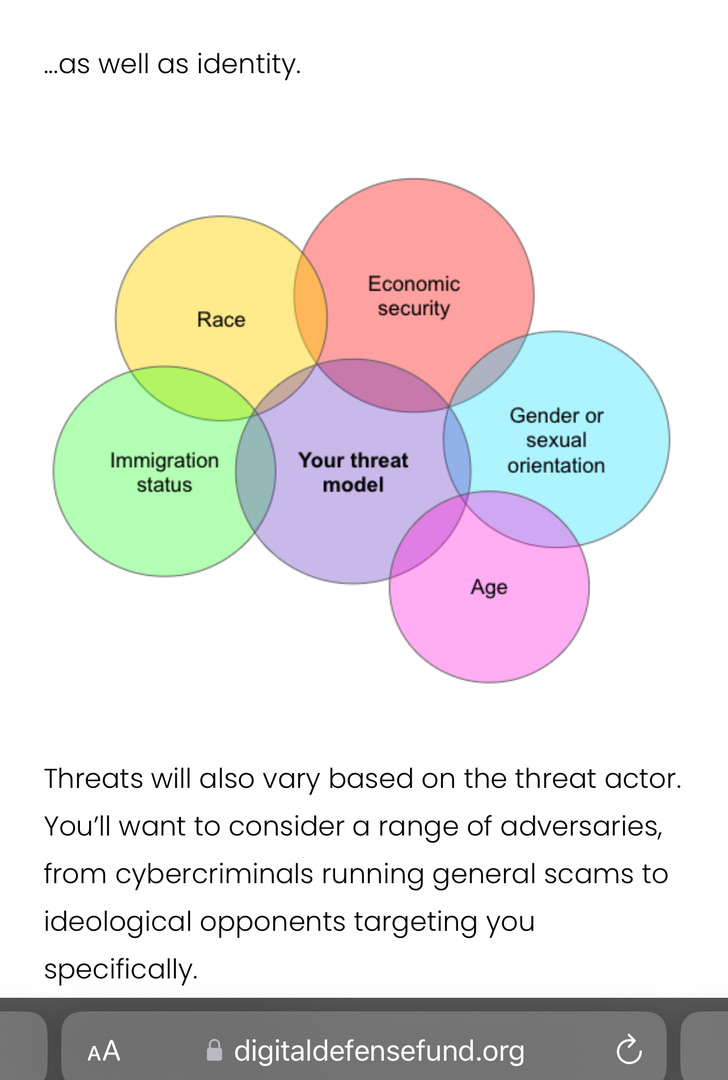 ...as well as identity.
Economic
security
Race
Gender or
sexual
orientation
Immigration
status
Your threat
model
Age
Threats will also vary based on the threat actor.
You’ll want to consider a range of adversaries,
from cybercriminals running general scams to
ideological opponents targeting you
specifically.
AA
digitaldefensefund.org